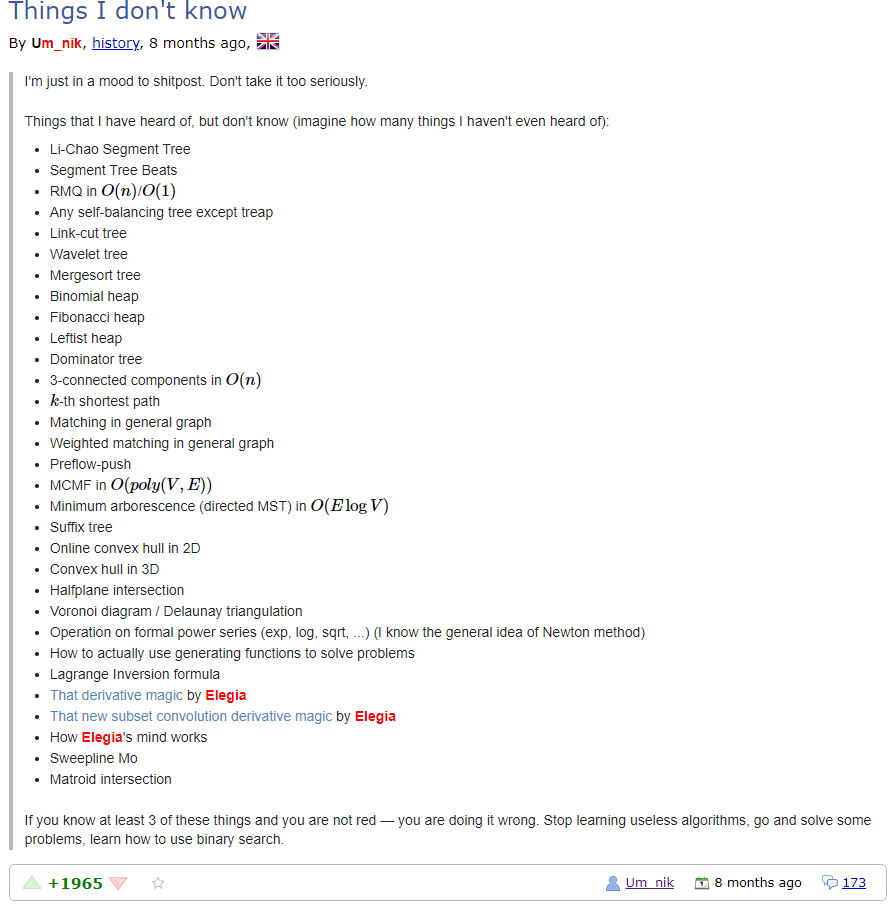 Things I don't know
By Um_nik, history, 8 months ago,
I'm just in a mood to shitpost. Don't take it too seriously.
Things that I have heard of, but don't know (imagine how many things I haven't even heard of):
• Li-Chao Segment Tree
• Segment Tree Beats
• RMQ in O(n)/O(1)
• Any self-balancing tree except treap
• Link-cut tree
• Wavelet tree
• Mergesort tree
• Binomial heap
• Fibonacci heap
• Leftist heap
• Dominator tree
• 3-connected components in O(n)
• k-th shortest path
• Matching in general graph
• Weighted matching in general graph
• Preflow-push
• MCMF in O(poly(V, E))
• Minimum arborescence (directed MST) in O(E log V)
• Suffix tree
• Online convex hull in 2D
• Convex hull in 3D
• Halfplane intersection
• Voronoi diagram / Delaunay triangulation
• Operation on formal power series (exp, log, sqrt, ...) (I know the general idea of Newton method)
• How to actually use generating functions to solve problems
• Lagrange Inversion formula
• That derivative magic by Elegia
• That new subset convolution derivative magic by Elegia
• How Elegia's mind works
• Sweepline Mo
• Matroid intersection
If you know at least 3 of these things and you are not red — you are doing it wrong. Stop learning useless algorithms, go and solve some
problems, learn how to use binary search.
+1965 Um_nik 8 months ago 173